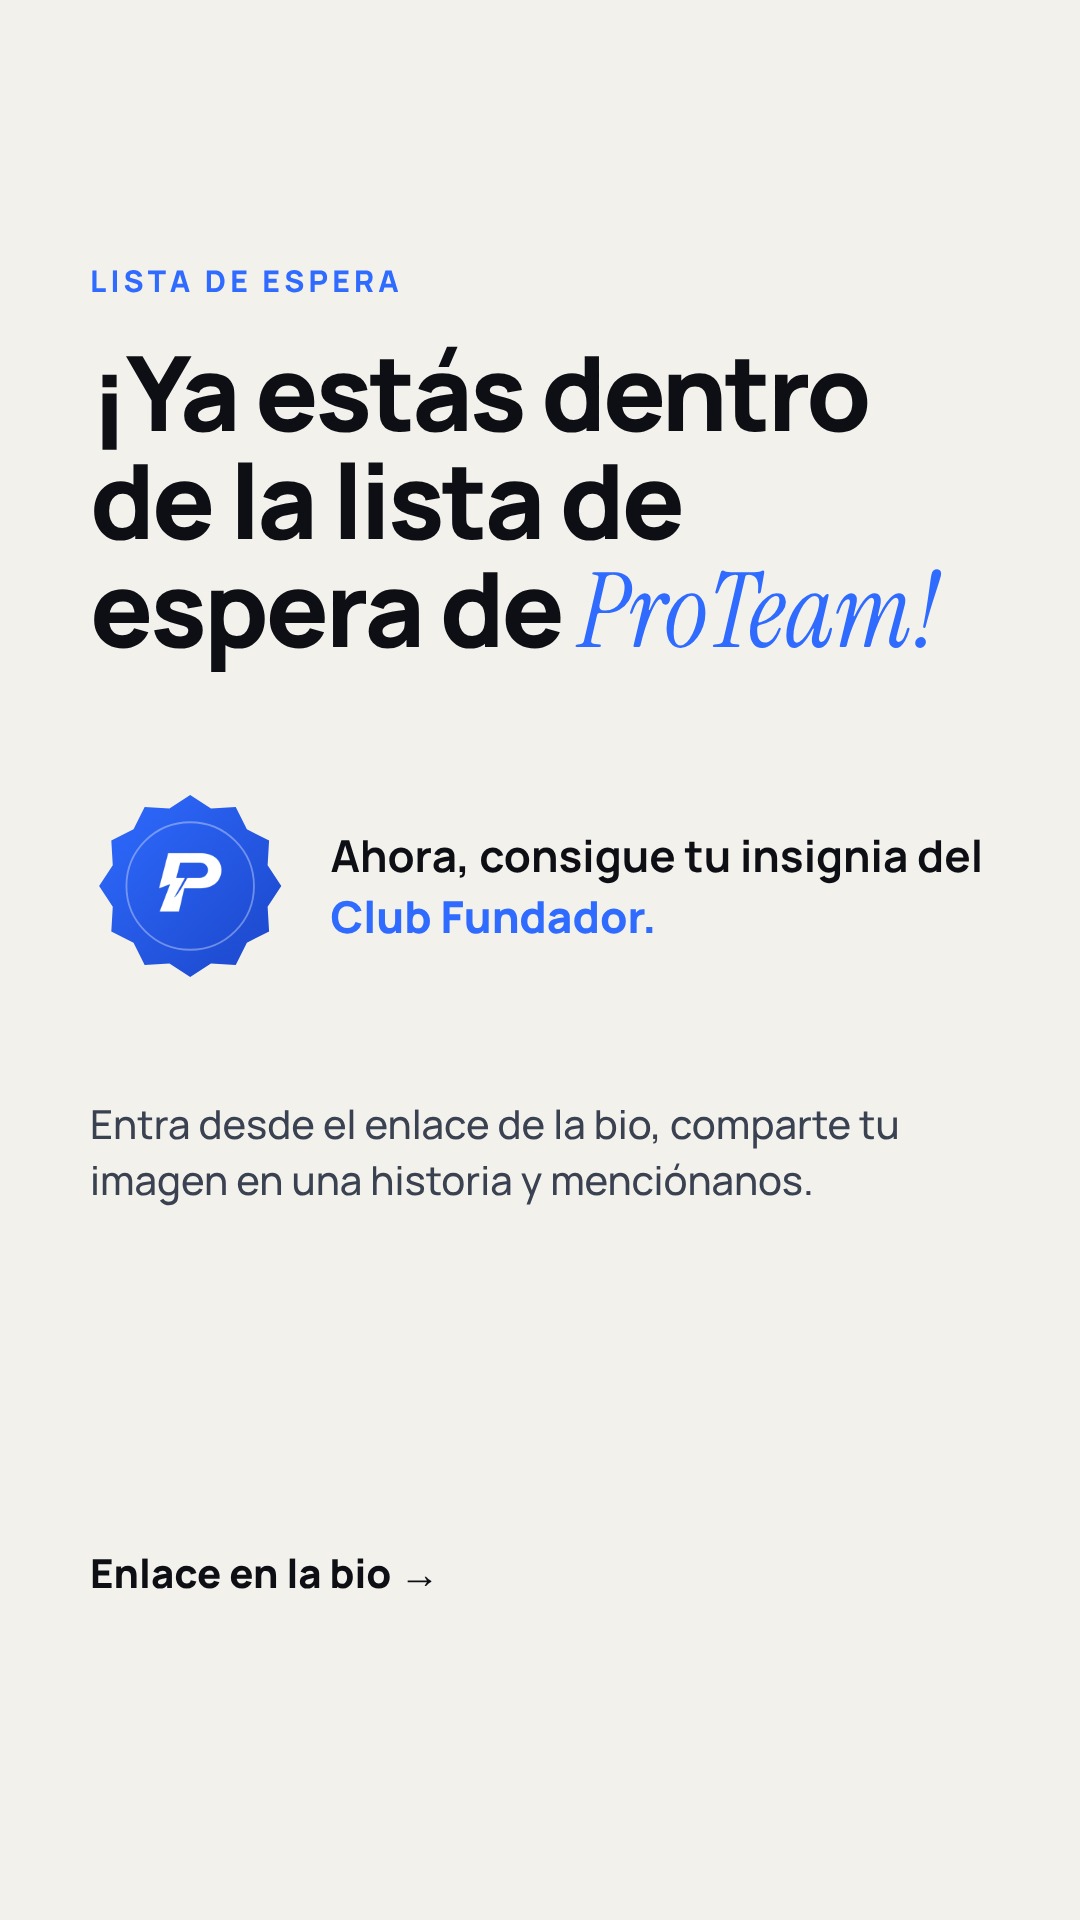 LISTA DE ESPERA
¡Ya estás dentro
de la lista de
espera de ProTeam!
P
Ahora, consigue tu insignia del
Club Fundador.
Entra desde el enlace de la bio, comparte tu
imagen en una historia y menciónanos.
Enlace en la bio →